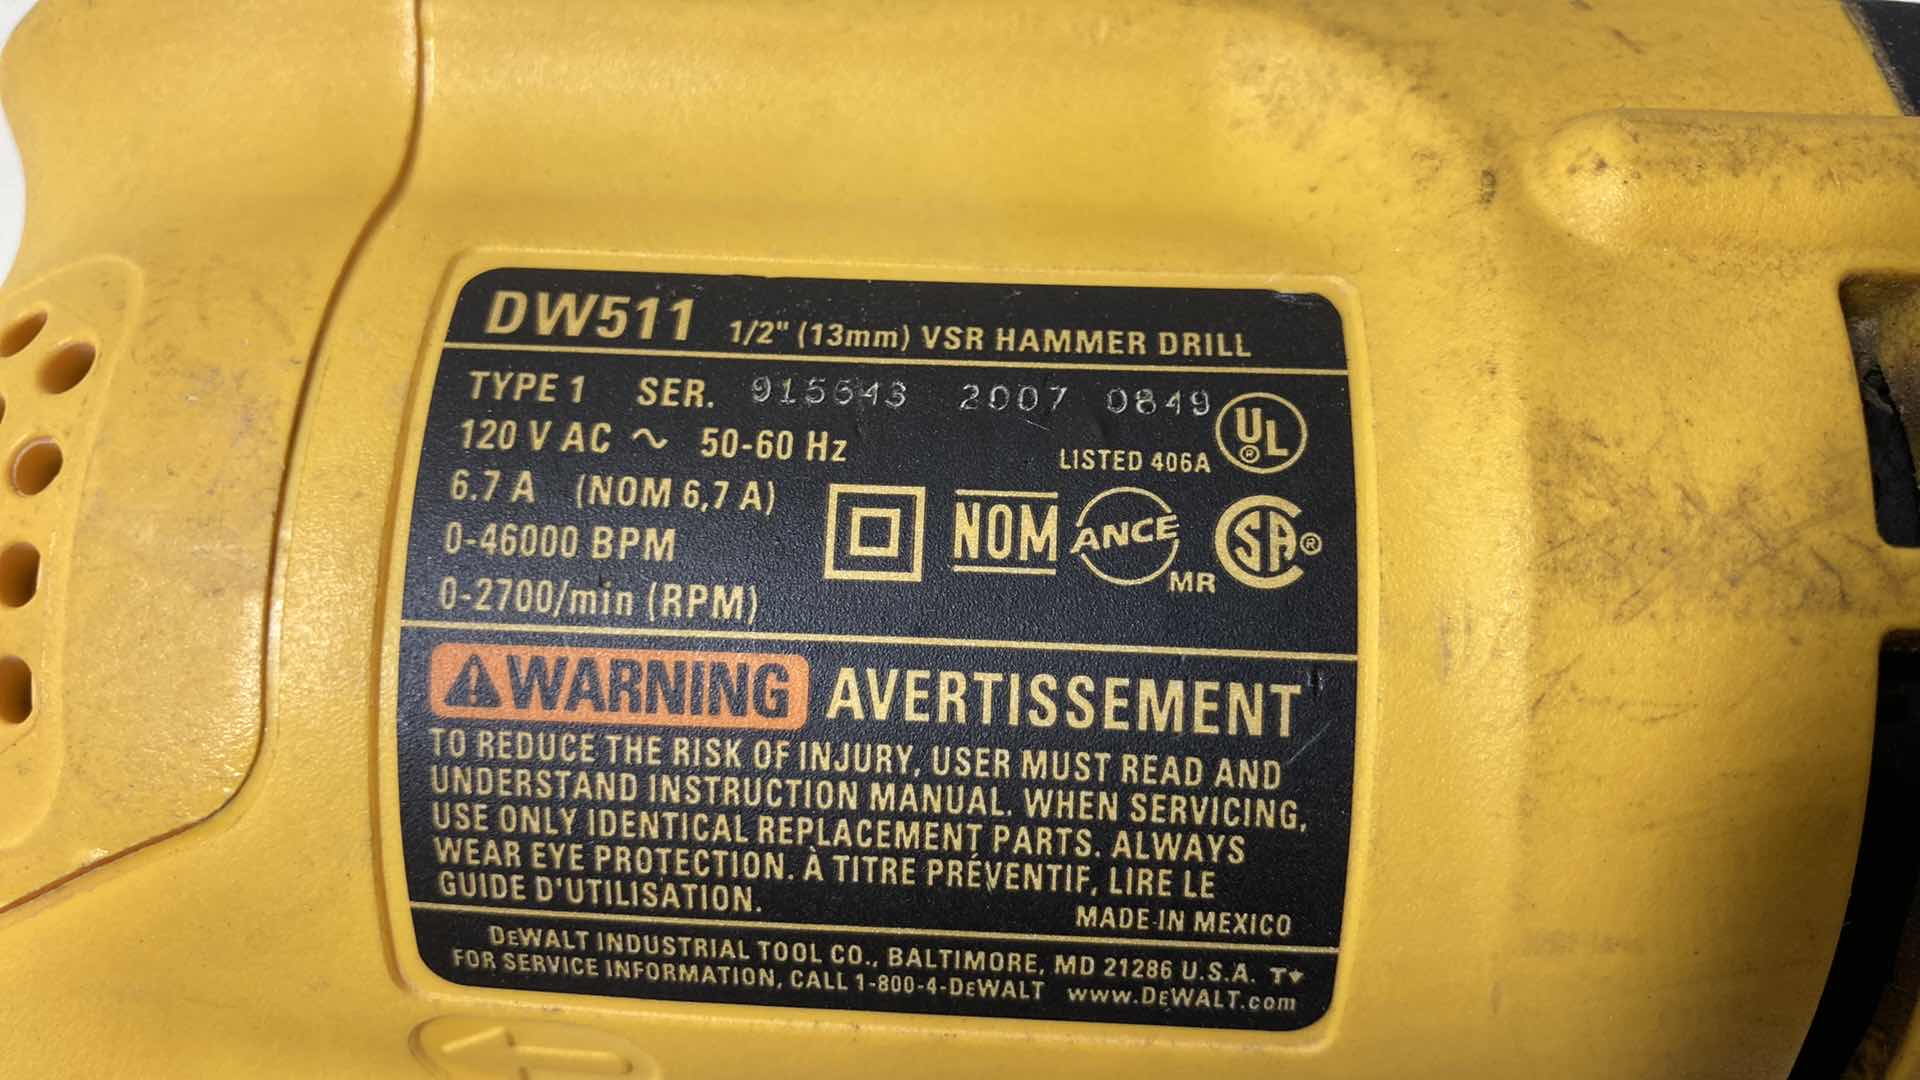 DW511 1/2" (13mm) VSR HAMMER DRILL
TYPE 1 SER. 915643 2007 0849
120 V AC ~ 50-60 Hz
UL ®
LISTED 406A
6.7 A (NOM 6,7 A)
0-46000 BPM
0-2700/min (RPM)
NOM ANCE MR SA ®
WARNING AVERTISSEMENT
TO REDUCE THE RISK OF INJURY, USER MUST READ AND
UNDERSTAND INSTRUCTION MANUAL. WHEN SERVICING,
USE ONLY IDENTICAL REPLACEMENT PARTS. ALWAYS
WEAR EYE PROTECTION. À TITRE PRÉVENTIF, LIRE LE
GUIDE D'UTILISATION.
MADE IN MEXICO
DEWALT INDUSTRIAL TOOL CO., BALTIMORE, MD 21286 U.S.A.
FOR SERVICE INFORMATION, CALL 1-800-4-DEWALT www.DEWALT.com